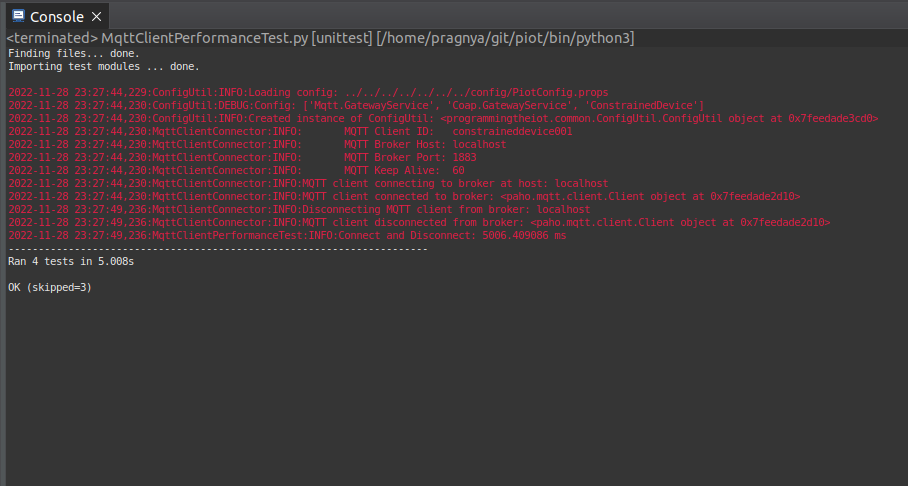 Console
<terminated> MqttClientPerformanceTest.py [unittest] [/home/pragnya/git/piot/bin/python3]
Finding files... done.
Importing test modules ... done.
2022-11-28 23:27:44,229:ConfigUtil:INFO:Loading config: ../../../../../../../config/PiotConfig.props
2022-11-28 23:27:44,230:ConfigUtil:DEBUG:Config: ['Mqtt.GatewayService', 'Coap.GatewayService', 'ConstrainedDevice']
2022-11-28 23:27:44,230:ConfigUtil:INFO:Created instance of ConfigUtil: <programmingtheiot.common.ConfigUtil.ConfigUtil object at 0x7feedade3cd0>
2022-11-28 23:27:44,230:MqttClientConnector:INFO: MQTT Client ID: constraineddevice001
2022-11-28 23:27:44,230:MqttClientConnector:INFO: MQTT Broker Host: localhost
2022-11-28 23:27:44,230:MqttClientConnector:INFO: MQTT Broker Port: 1883
2022-11-28 23:27:44,230:MqttClientConnector:INFO: MQTT Keep Alive: 60
2022-11-28 23:27:44,230:MqttClientConnector:INFO:MQTT client connecting to broker at host: localhost
2022-11-28 23:27:44,230:MqttClientConnector:INFO:MQTT client connected to broker: <paho.mqtt.client.Client object at 0x7feedade2d10>
2022-11-28 23:27:49,236:MqttClientConnector:INFO:Disconnecting MQTT client from broker: localhost
2022-11-28 23:27:49,236:MqttClientConnector:INFO:MQTT client disconnected from broker: <paho.mqtt.client.Client object at 0x7feedade2d10>
2022-11-28 23:27:49,236:MqttClientPerformanceTest:INFO:Connect and Disconnect: 5006.409086 ms
----------------------------------------------------------------------
Ran 4 tests in 5.008s
OK (skipped=3)